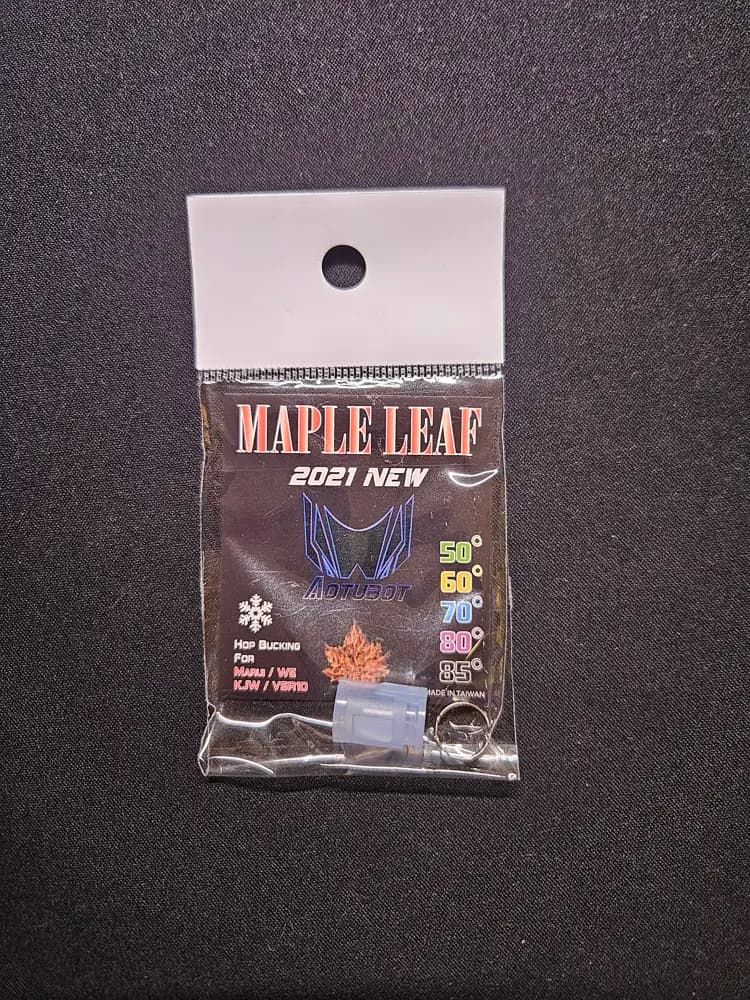 MAPLE LEAF
2021 NEW
AOTUBOT
50°
60°
70°
80°
85°
HOP BUCKING
FOR
MARUI / WE
KJW / VSR10
MADE IN TAIWAN